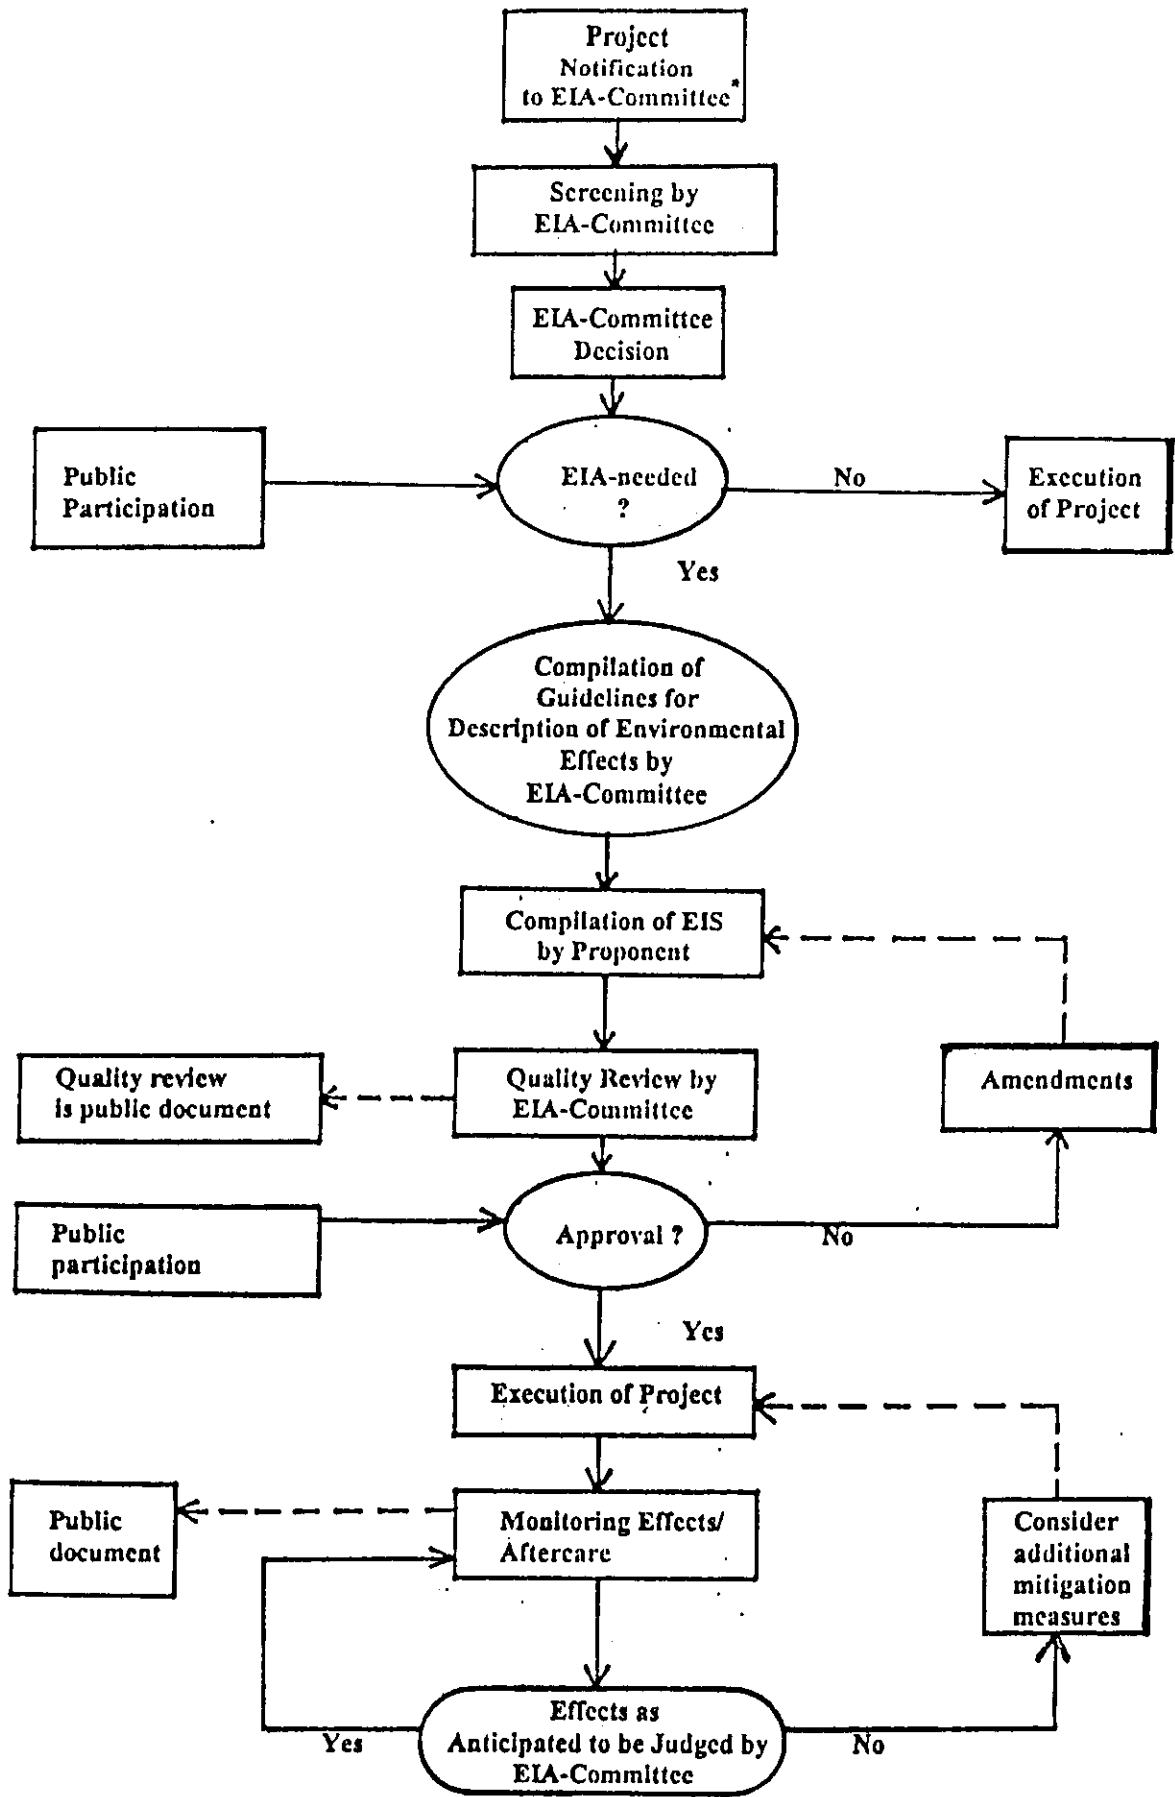 Project
Notification
to EIA-Committee*
Screening by
EIA-Committee
EIA-Committee
Decision
Public
Participation
EIA-needed
?
No
Execution
of Project
Yes
Compilation of
Guidelines for
Description of Environmental
Effects by
EIA-Committee
Compilation of EIS
by Proponent
Quality review
is public document
Quality Review by
EIA-Committee
Amendments
Public
participation
Approval ?
No
Yes
Execution of Project
Public
document
Monitoring Effects/
Aftercare
Consider
additional
mitigation
measures
Yes
Effects as
Anticipated to be Judged by
EIA-Committee
No